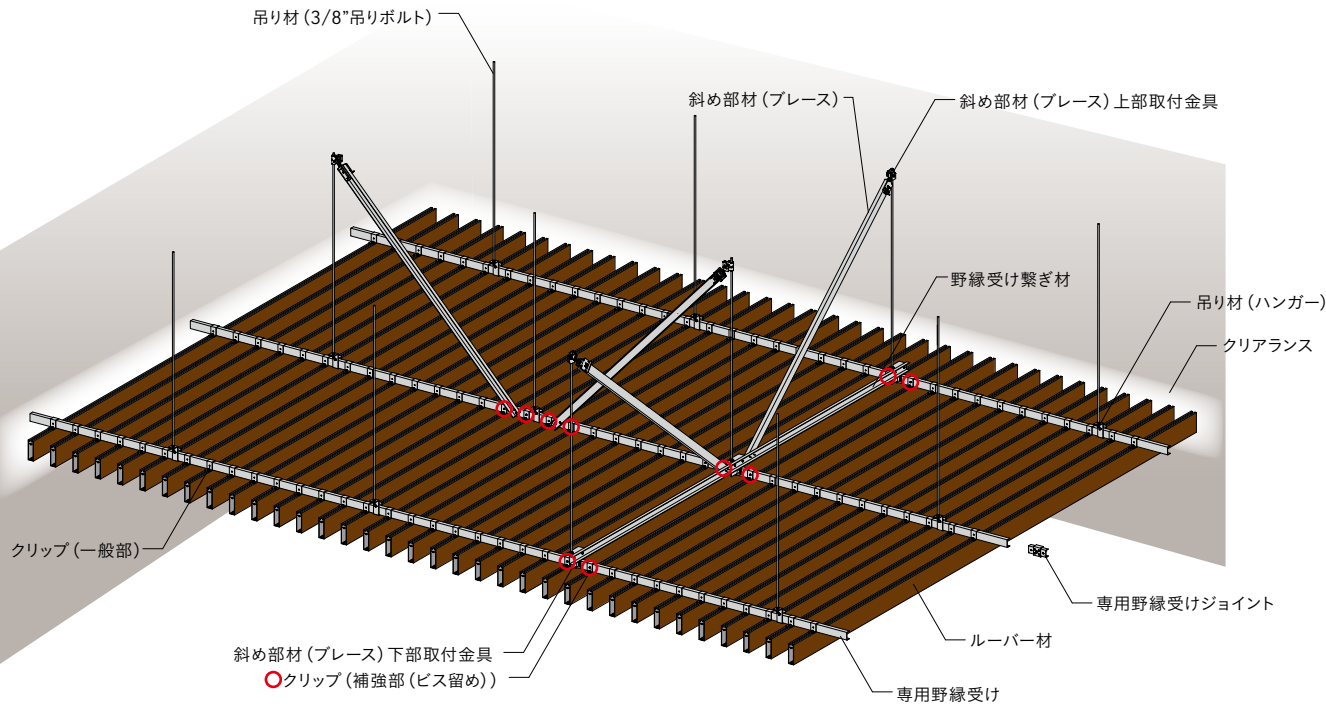 吊り材（3/8”吊りボルト）
斜め部材（ブレース）
斜め部材（ブレース）上部取付金具
野縁受け繋ぎ材
吊り材（ハンガー）
クリアランス
クリップ（一般部）
専用野縁受けジョイント
ルーバー材
斜め部材（ブレース）下部取付金具
クリップ（補強部（ビス留め））
専用野縁受け